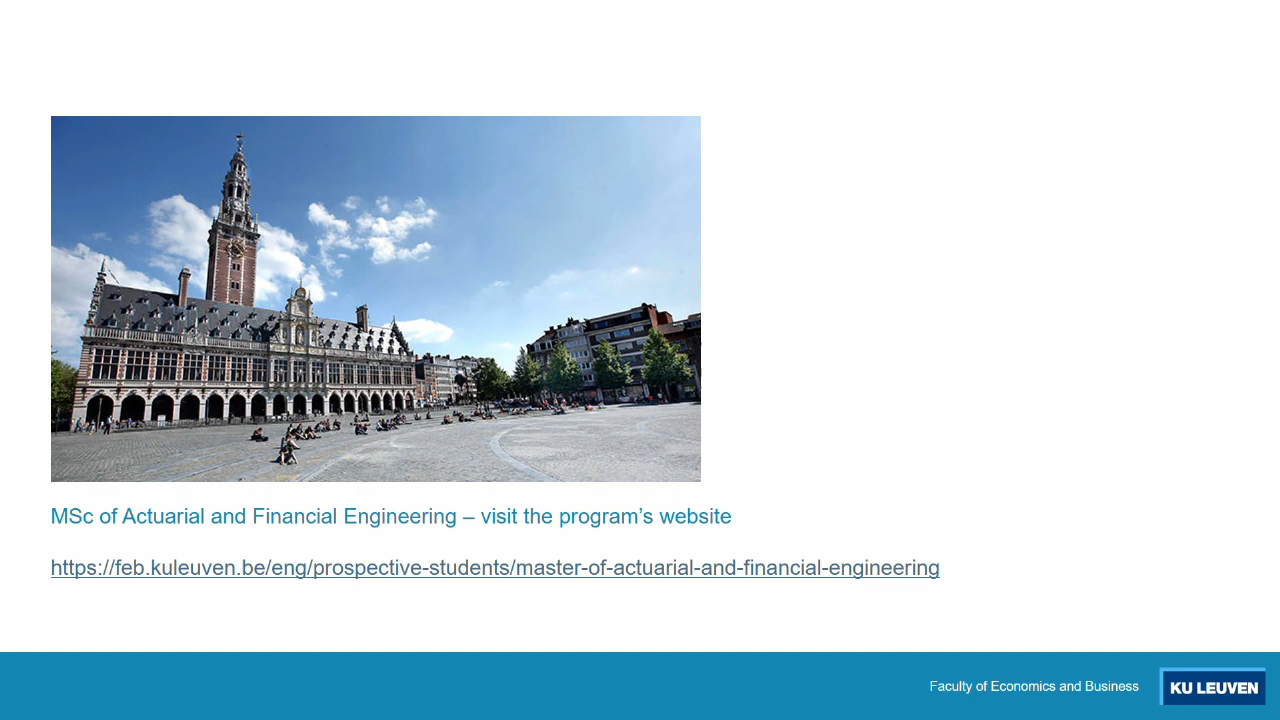 MSc of Actuarial and Financial Engineering – visit the program’s website
https://feb.kuleuven.be/eng/prospective-students/master-of-actuarial-and-financial-engineering
Faculty of Economics and Business
KU LEUVEN